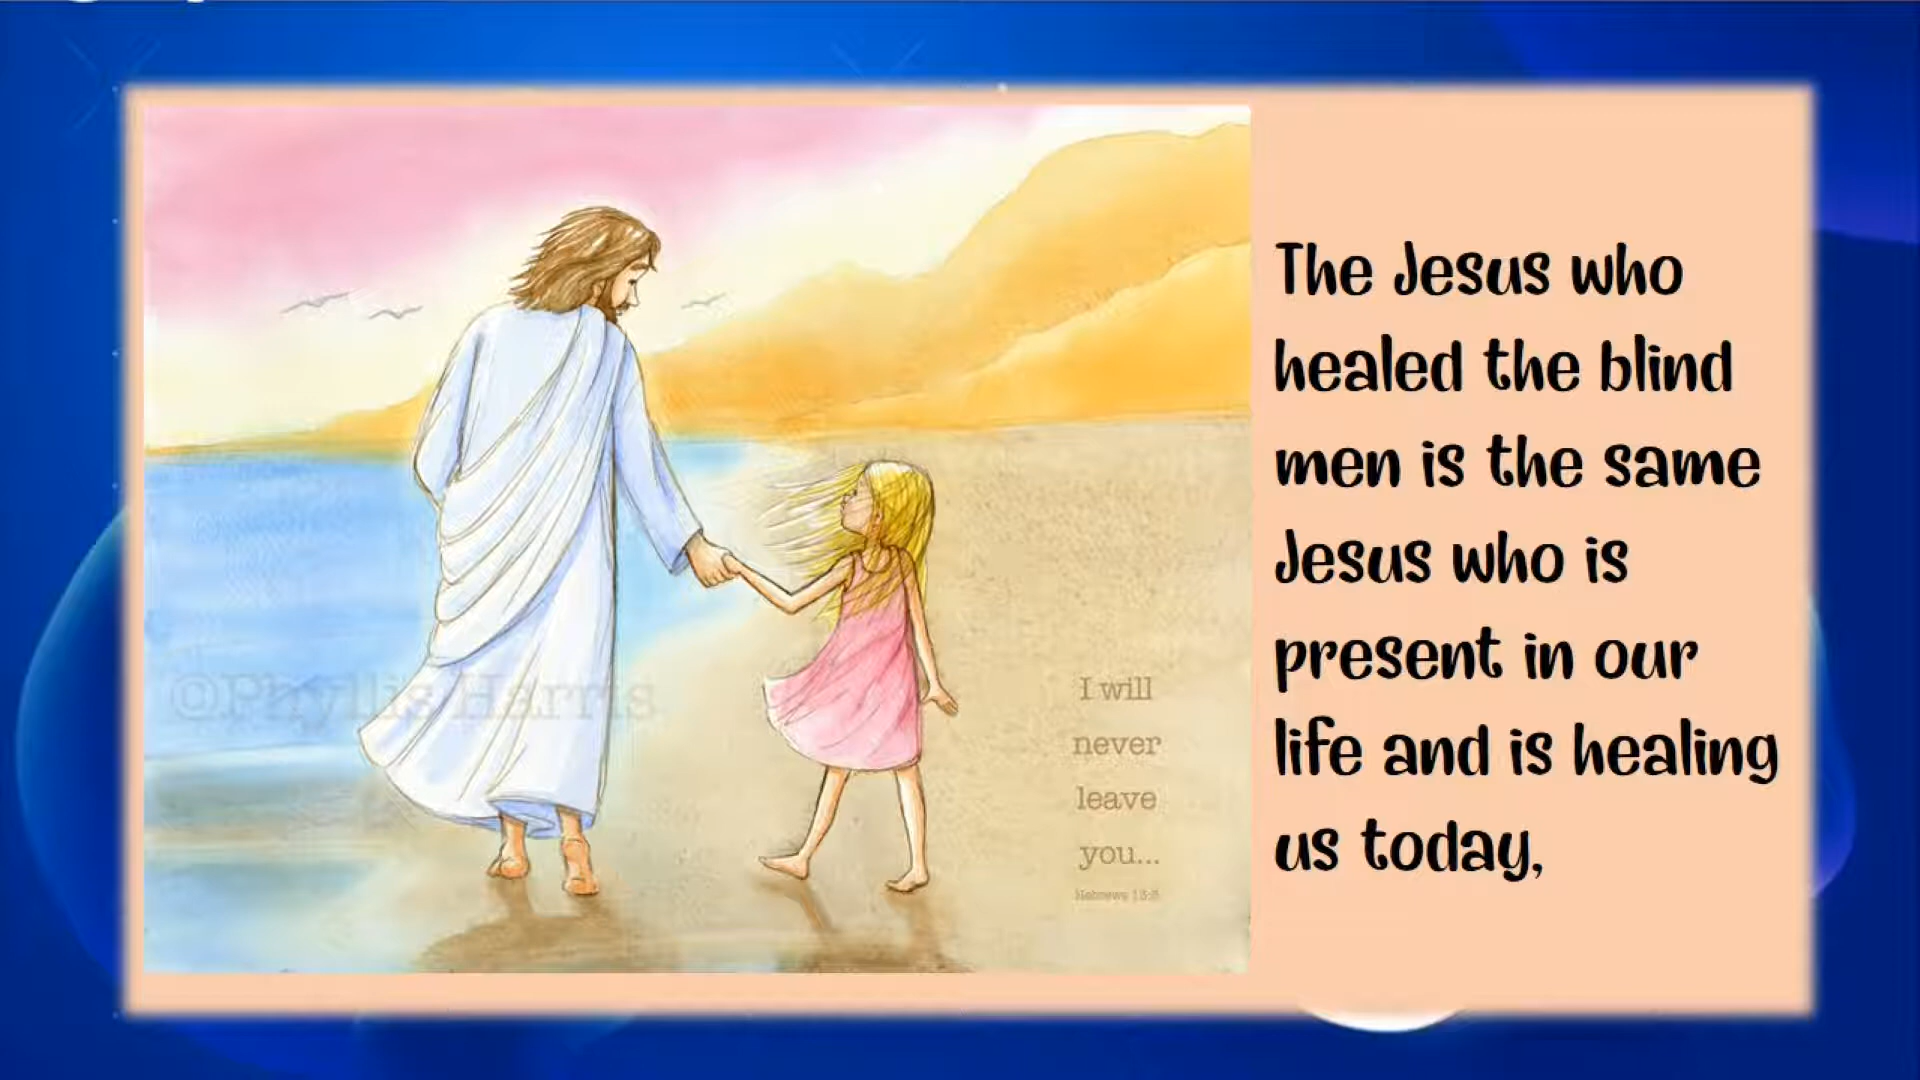 ©Phyllis Harris
I will
never
leave
you...
The Jesus who
healed the blind
men is the same
Jesus who is
present in our
life and is healing
us today,